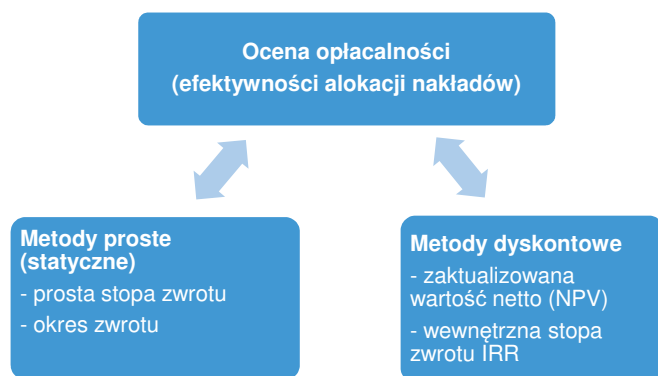 Ocena opłacalności
(efektywności alokacji nakładów)
Metody proste
(statyczne)
- prosta stopa zwrotu
- okres zwrotu
Metody dyskontowe
- zaktualizowana
wartość netto (NPV)
- wewnętrzna stopa
zwrotu IRR